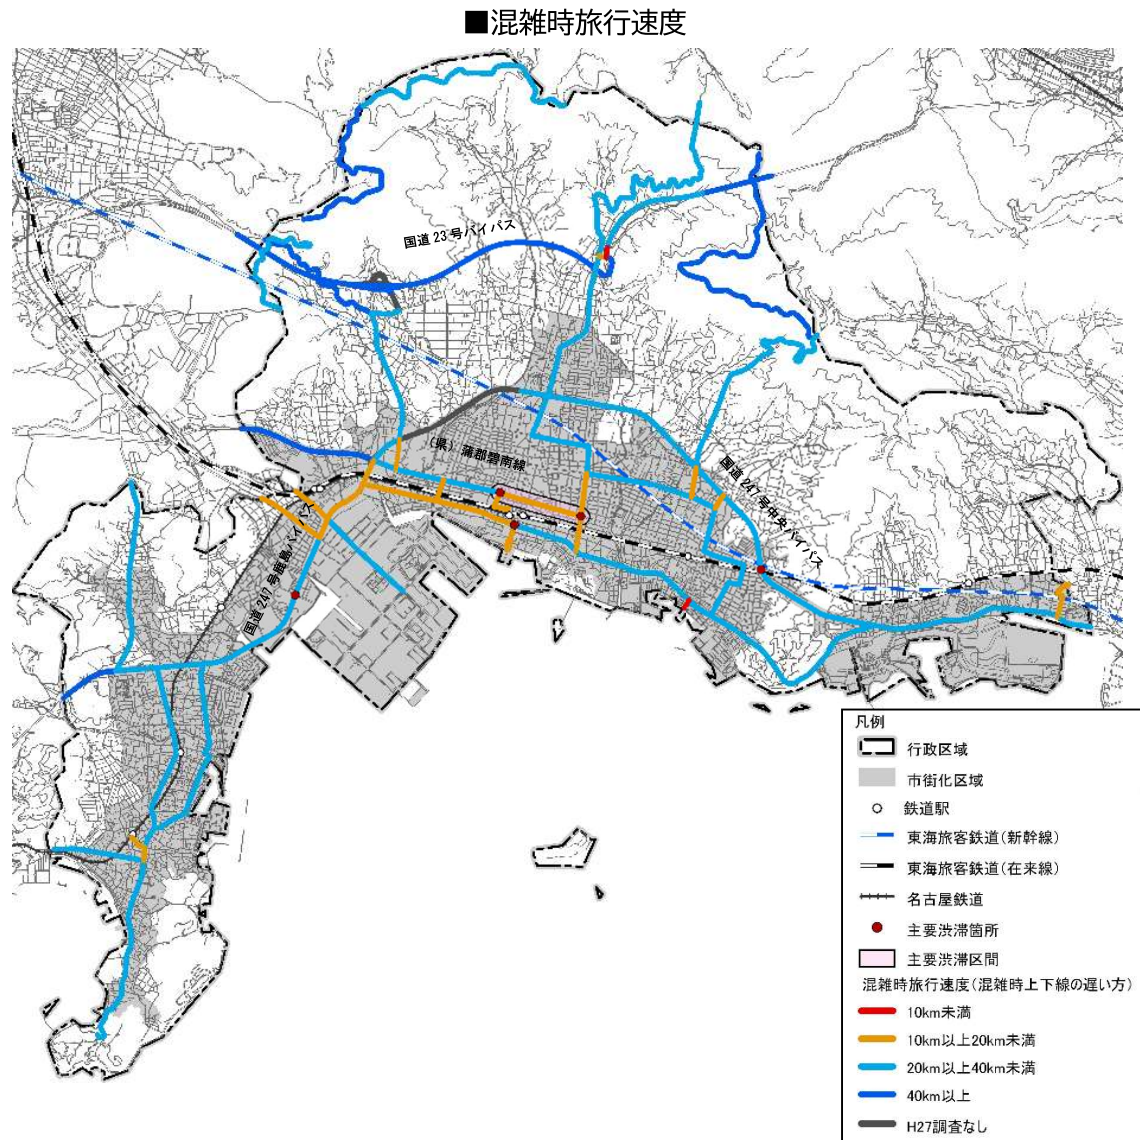 ■混雑時旅行速度
国道23号バイパス
(県)蒲郡碧南線
国道247号中央バイパス
国道247号鹿島バイパス
凡例
行政区域
市街化区域
鉄道駅
東海旅客鉄道(新幹線)
東海旅客鉄道(在来線)
名古屋鉄道
主要渋滞箇所
主要渋滞区間
混雑時旅行速度(混雑時上下線の遅い方)
10km未満
10km以上20km未満
20km以上40km未満
40km以上
H27調査なし